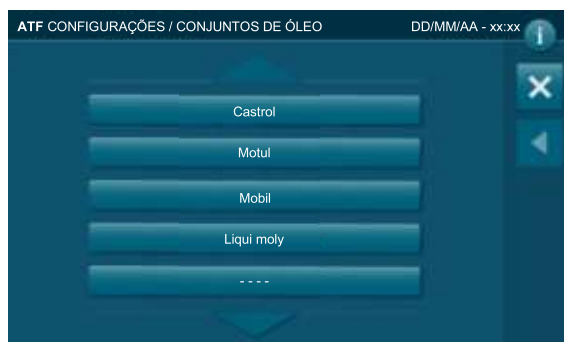 ATF CONFIGURAÇÕES / CONJUNTOS DE ÓLEO DD/MM/AA - xx:xx
i
Castrol
Motul
Mobil
Liqui moly
- - - -